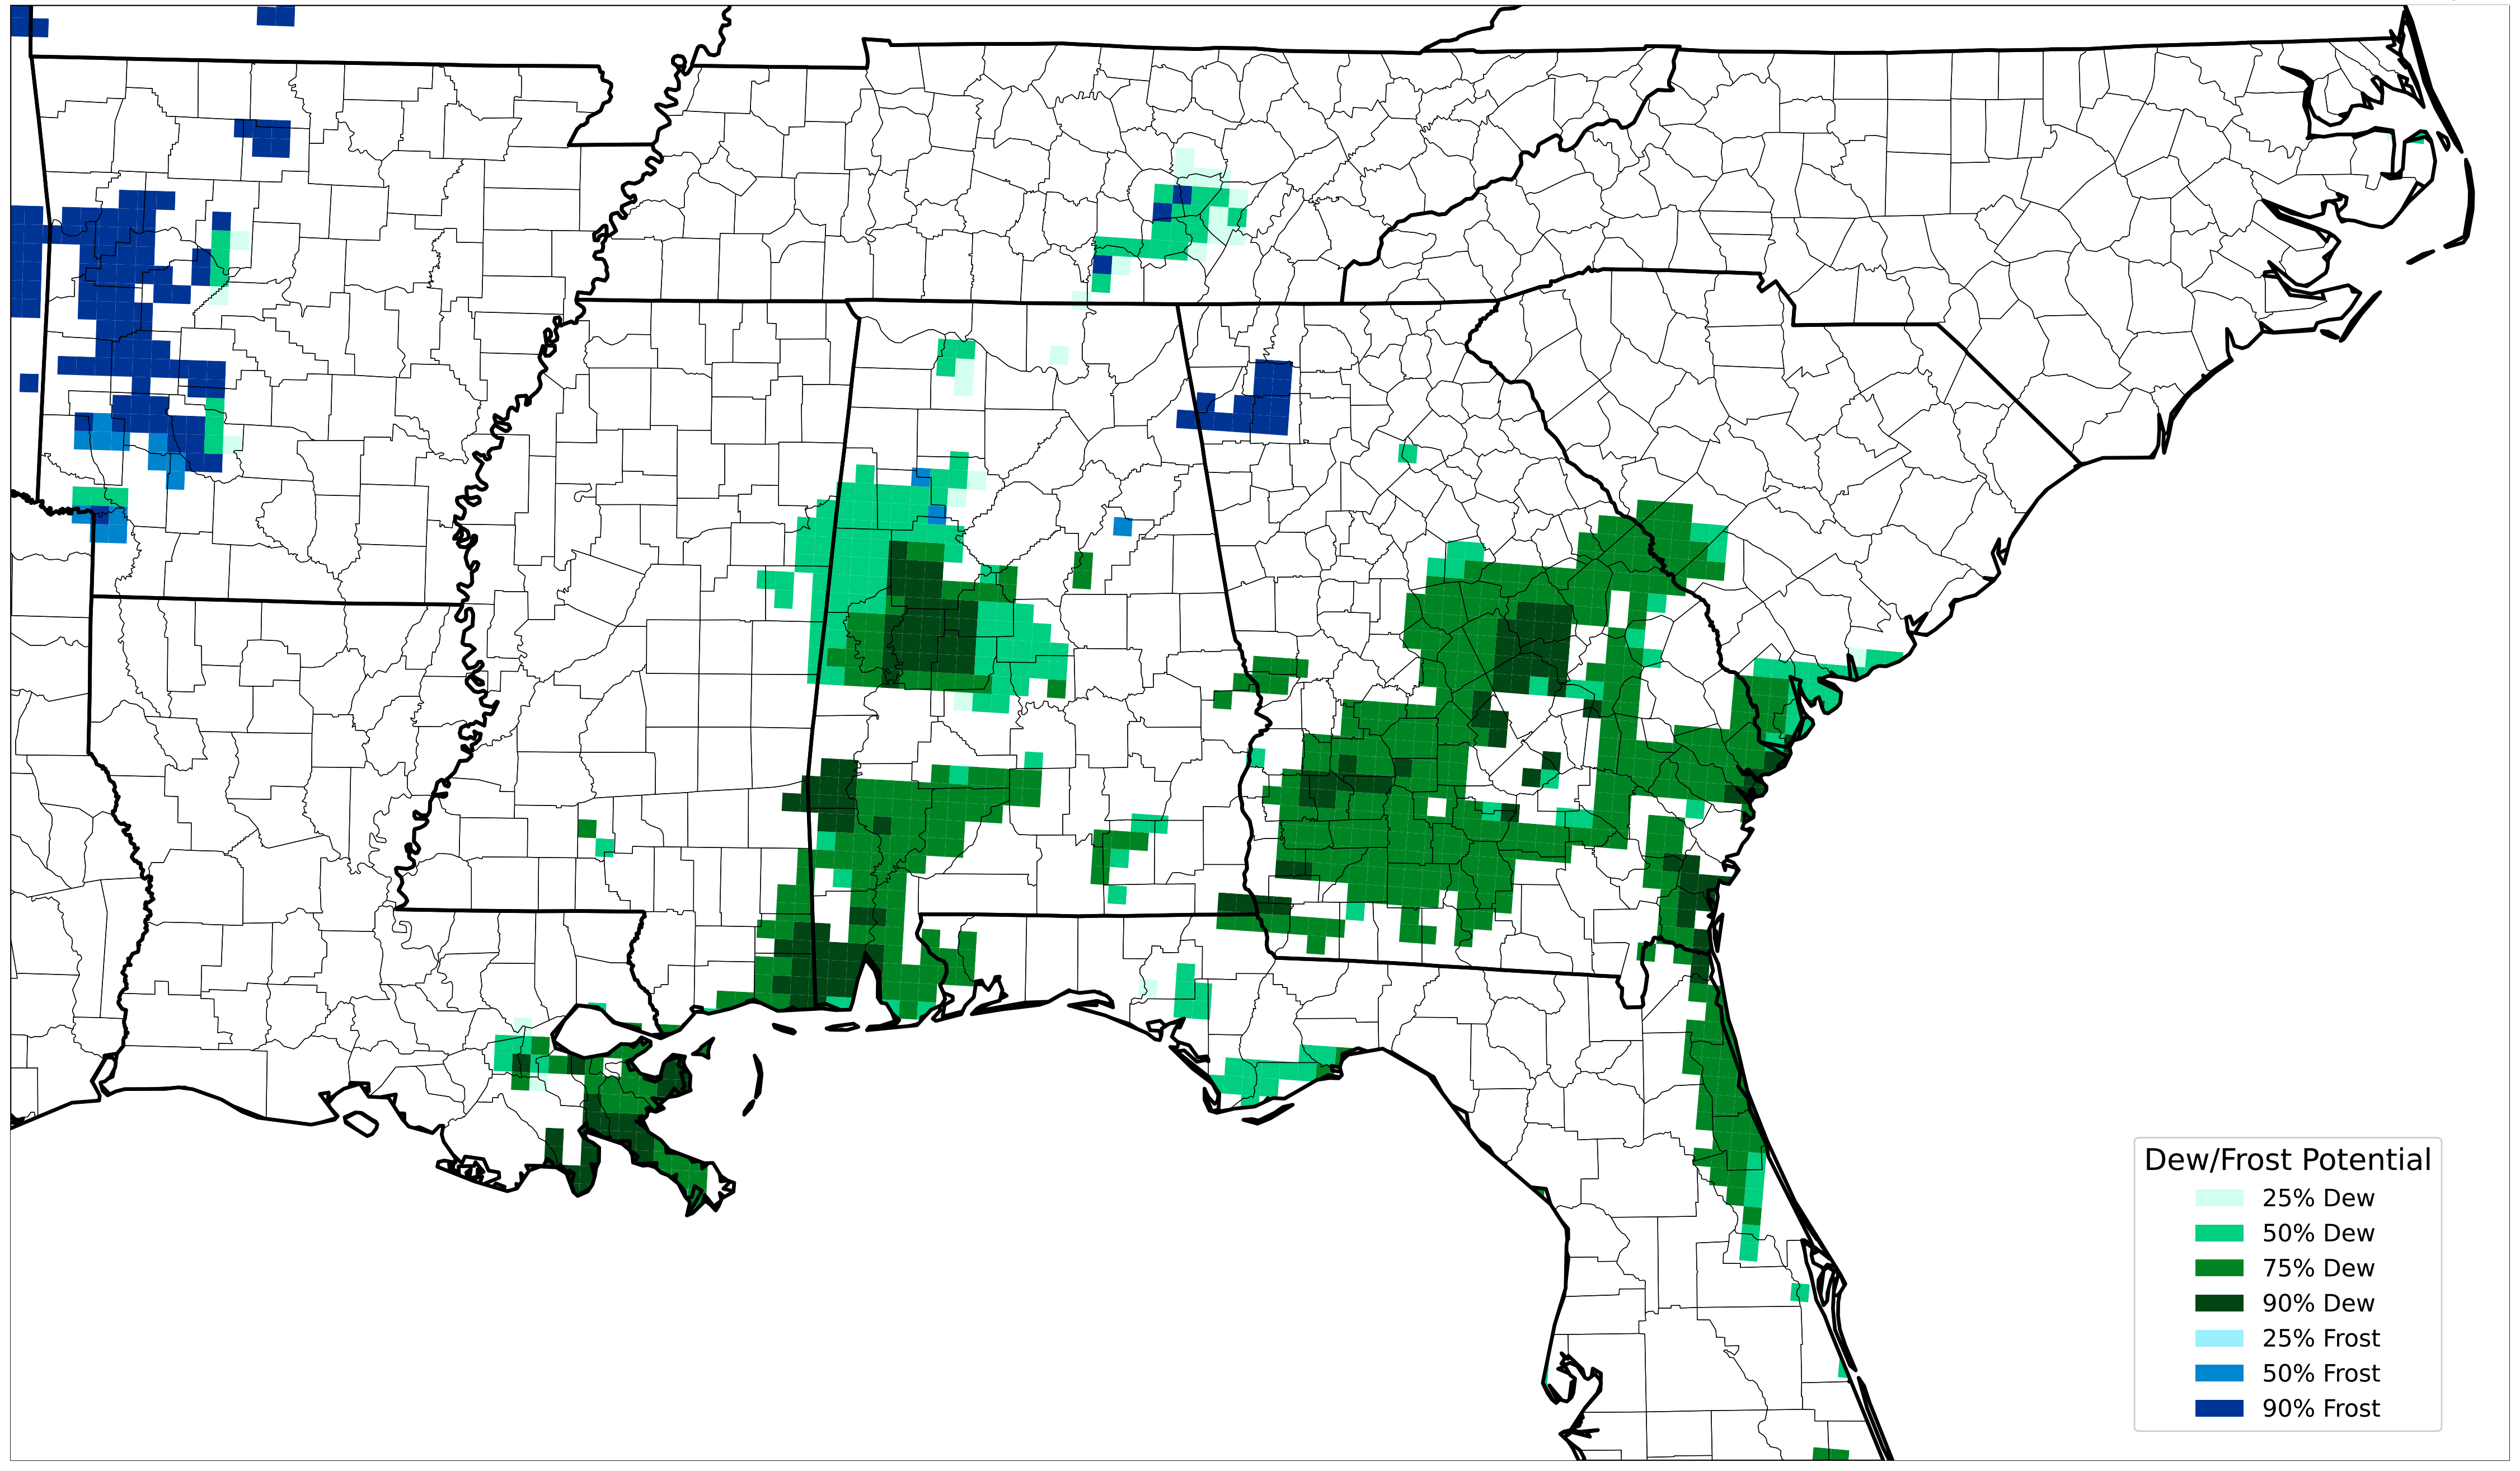 Dew/Frost Potential
25% Dew
50% Dew
75% Dew
90% Dew
25% Frost
50% Frost
90% Frost